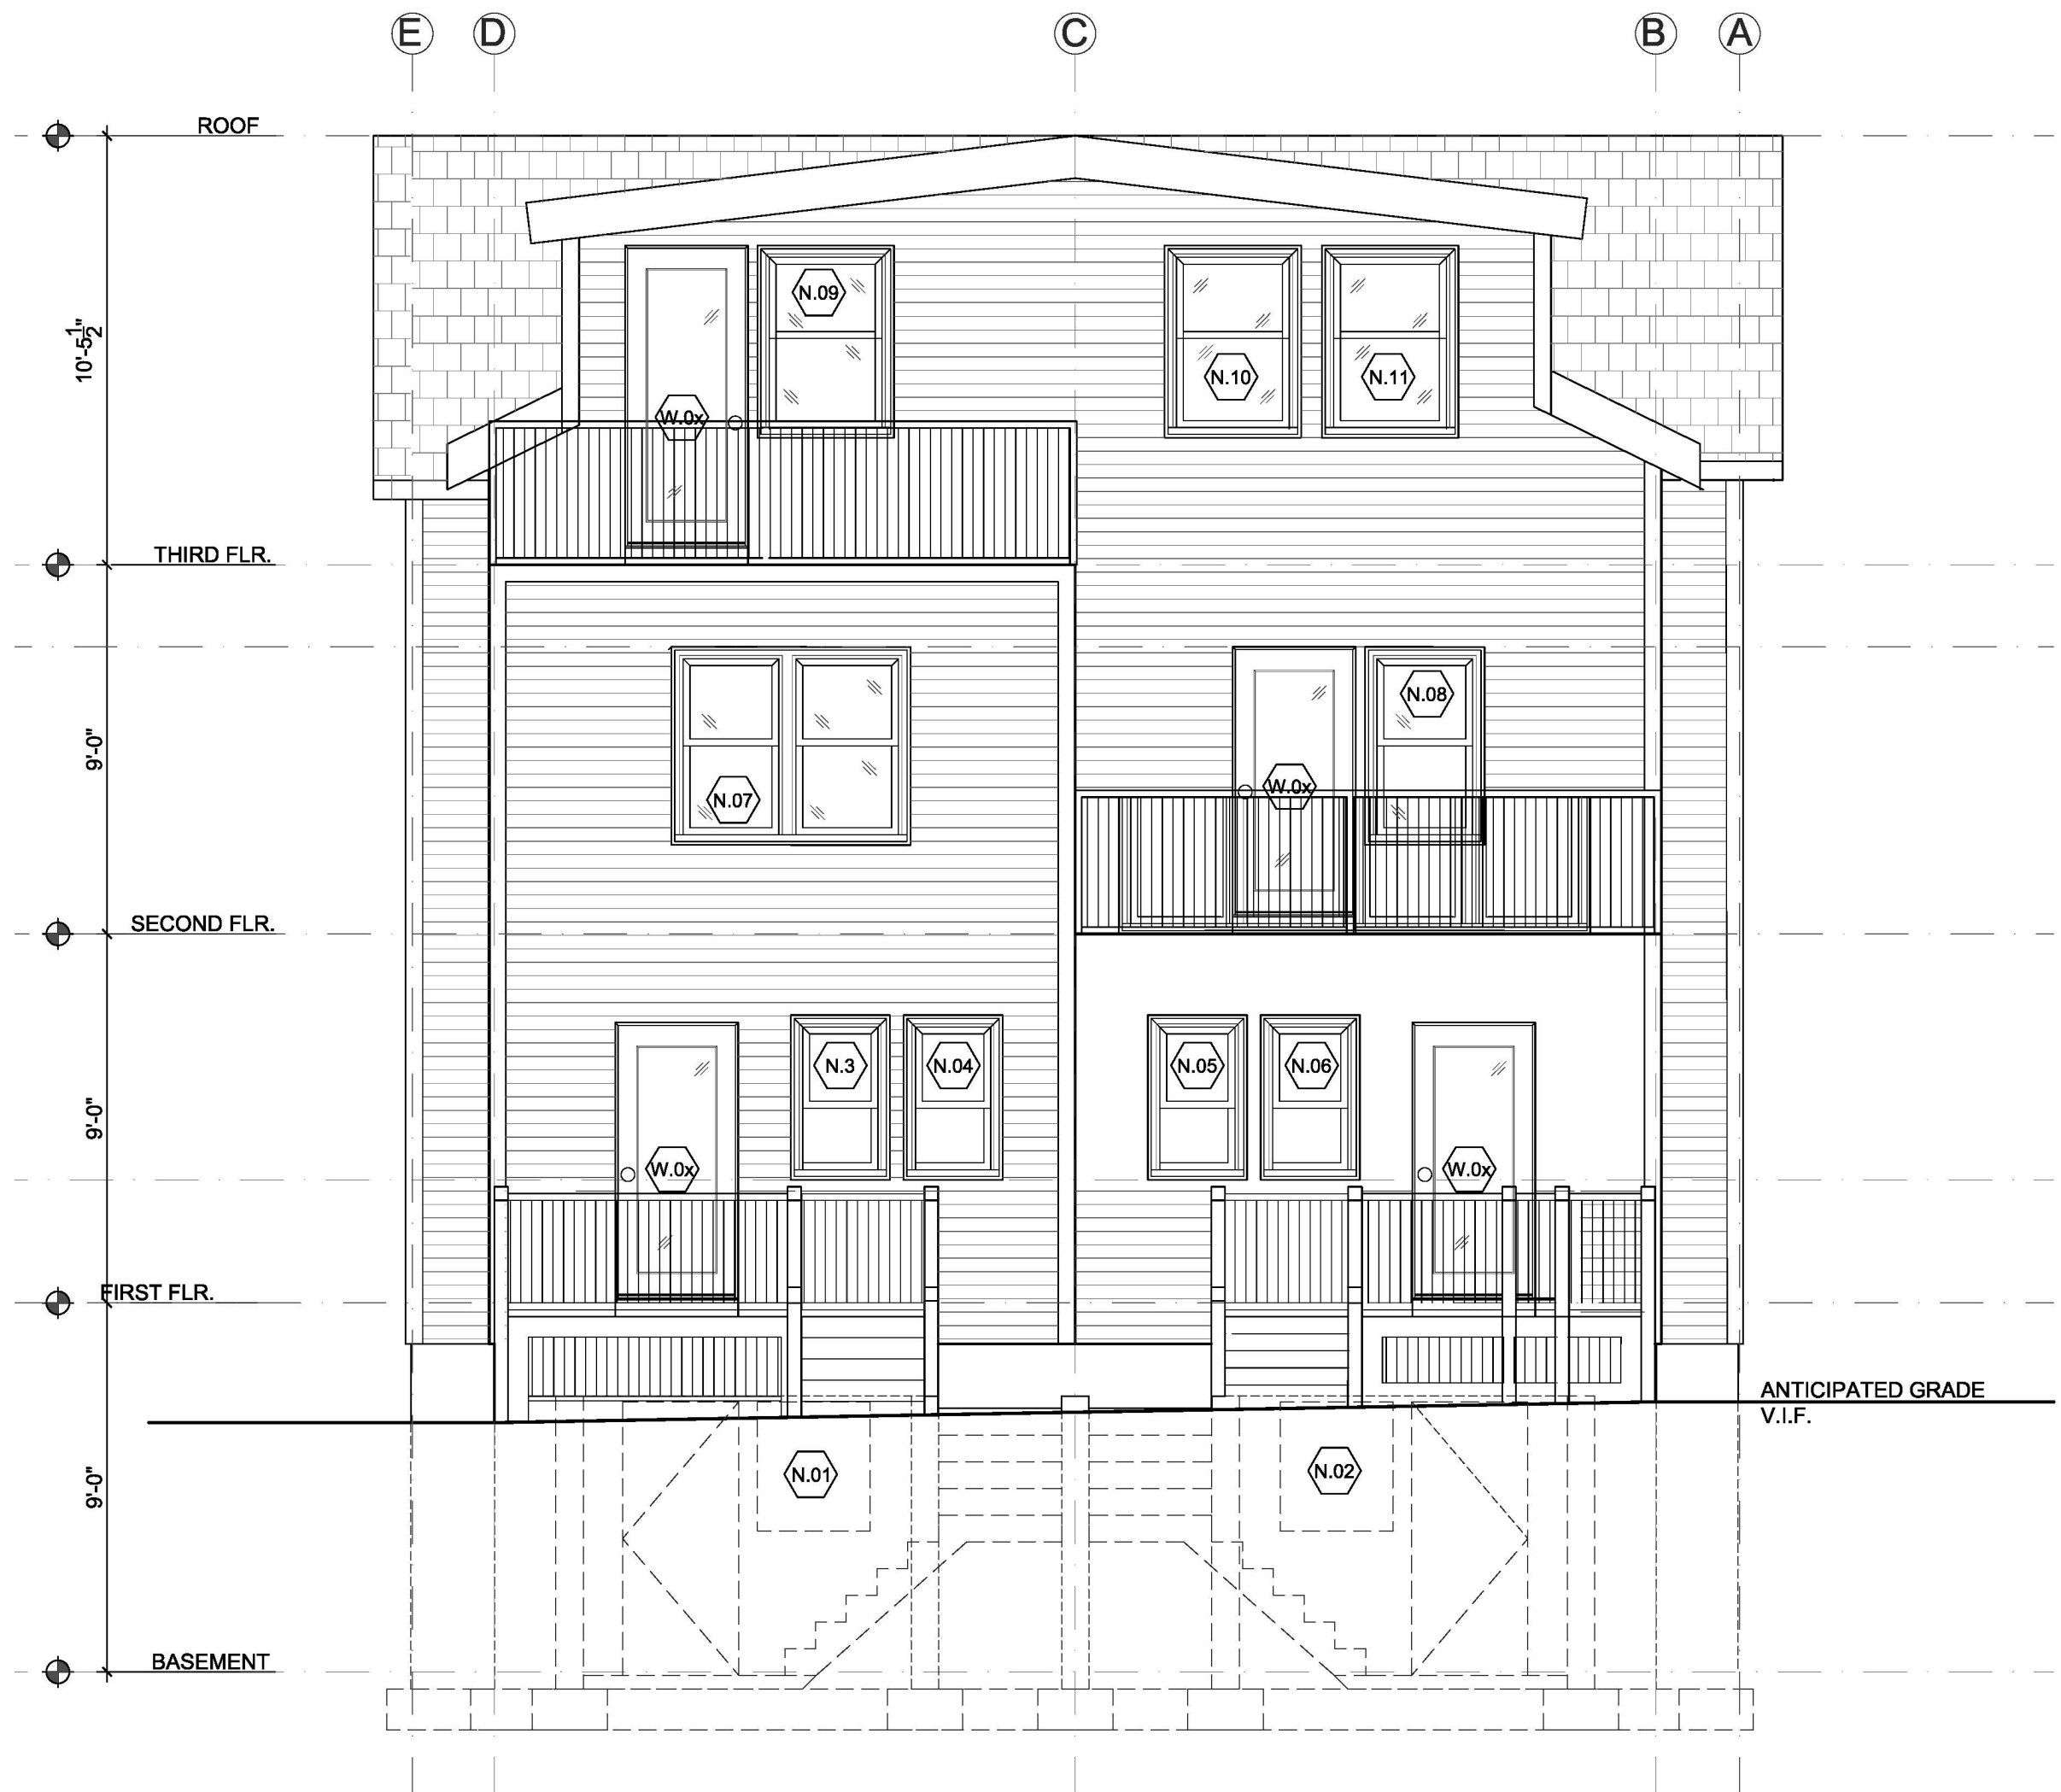 E D C B A
ROOF
N.09
10'-5 1/2"
N.10 N.11
W.0x
THIRD FLR.
N.08
9'-0"
W.0x
N.07
SECOND FLR.
N.3 N.04 N.05 N.06
9'-0"
W.0x W.0x
FIRST FLR.
ANTICIPATED GRADE
V.I.F.
N.01 N.02
9'-0"
BASEMENT